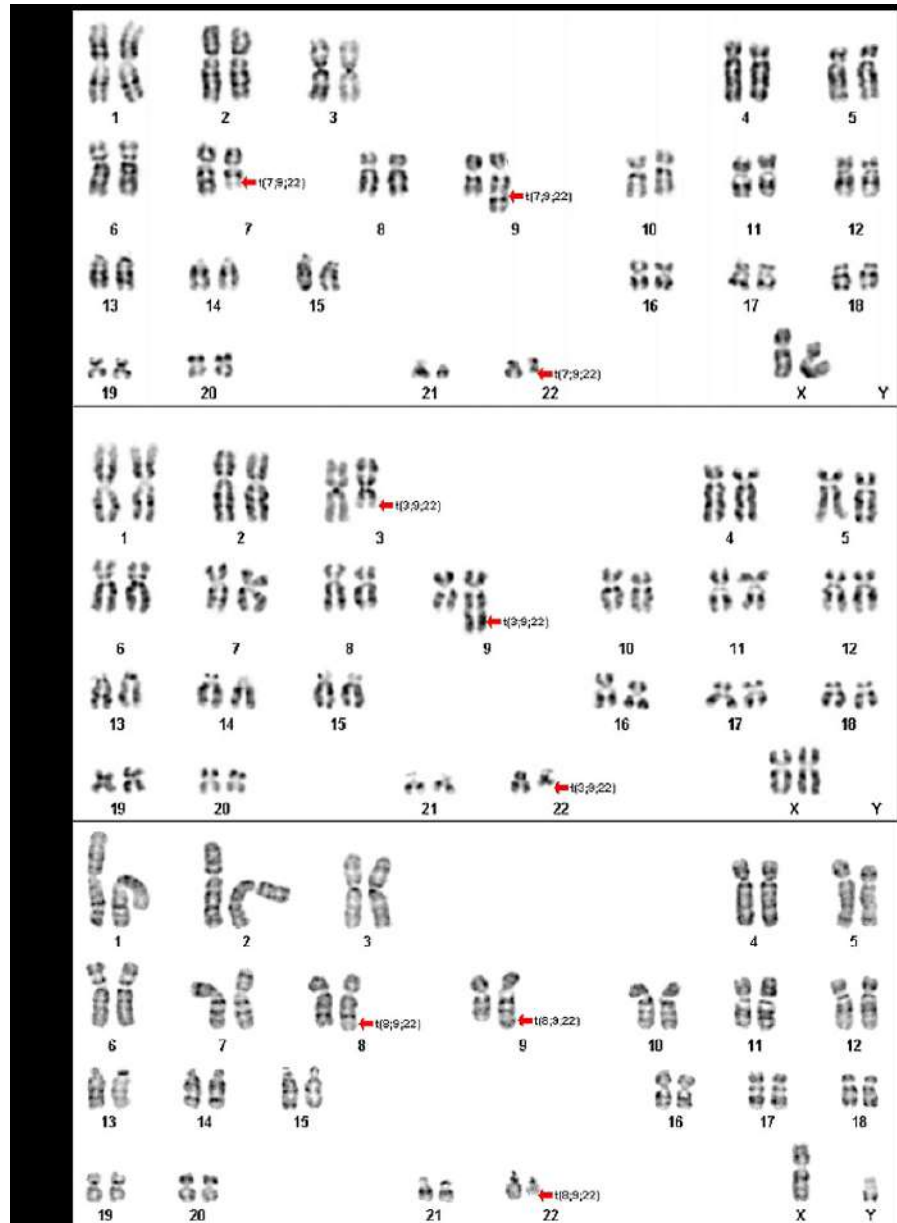 1 2 3 4 5
t(7;9;22) t(7;9;22)
6 7 8 9 10 11 12
13 14 15 16 17 18
t(7;9;22)
19 20 21 22 X Y
t(3;9;22)
1 2 3 4 5
t(3;9;22)
6 7 8 9 10 11 12
13 14 15 16 17 18
t(3;9;22)
19 20 21 22 X Y
1 2 3 4 5
t(8;9;22) t(8;9;22)
6 7 8 9 10 11 12
13 14 15 16 17 18
t(8;9;22)
19 20 21 22 X Y